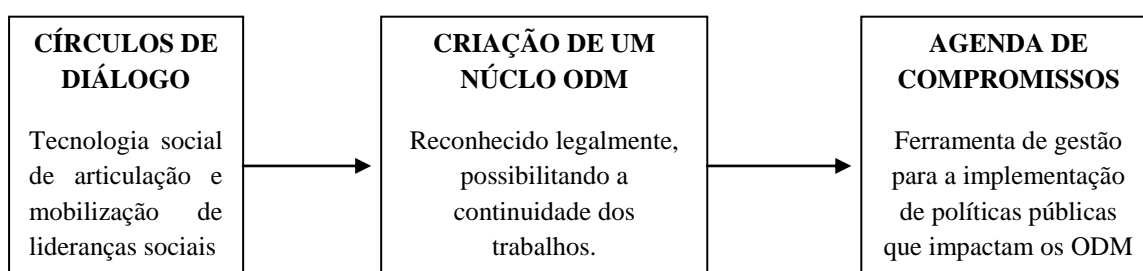 CÍRCULOS DE
DIÁLOGO
Tecnologia social
de articulação e
mobilização de
lideranças sociais
CRIAÇÃO DE UM
NÚCLO ODM
Reconhecido legalmente,
possibilitando a
continuidade dos
trabalhos.
AGENDA DE
COMPROMISSOS
Ferramenta de gestão
para a implementação
de políticas públicas
que impactam os ODM